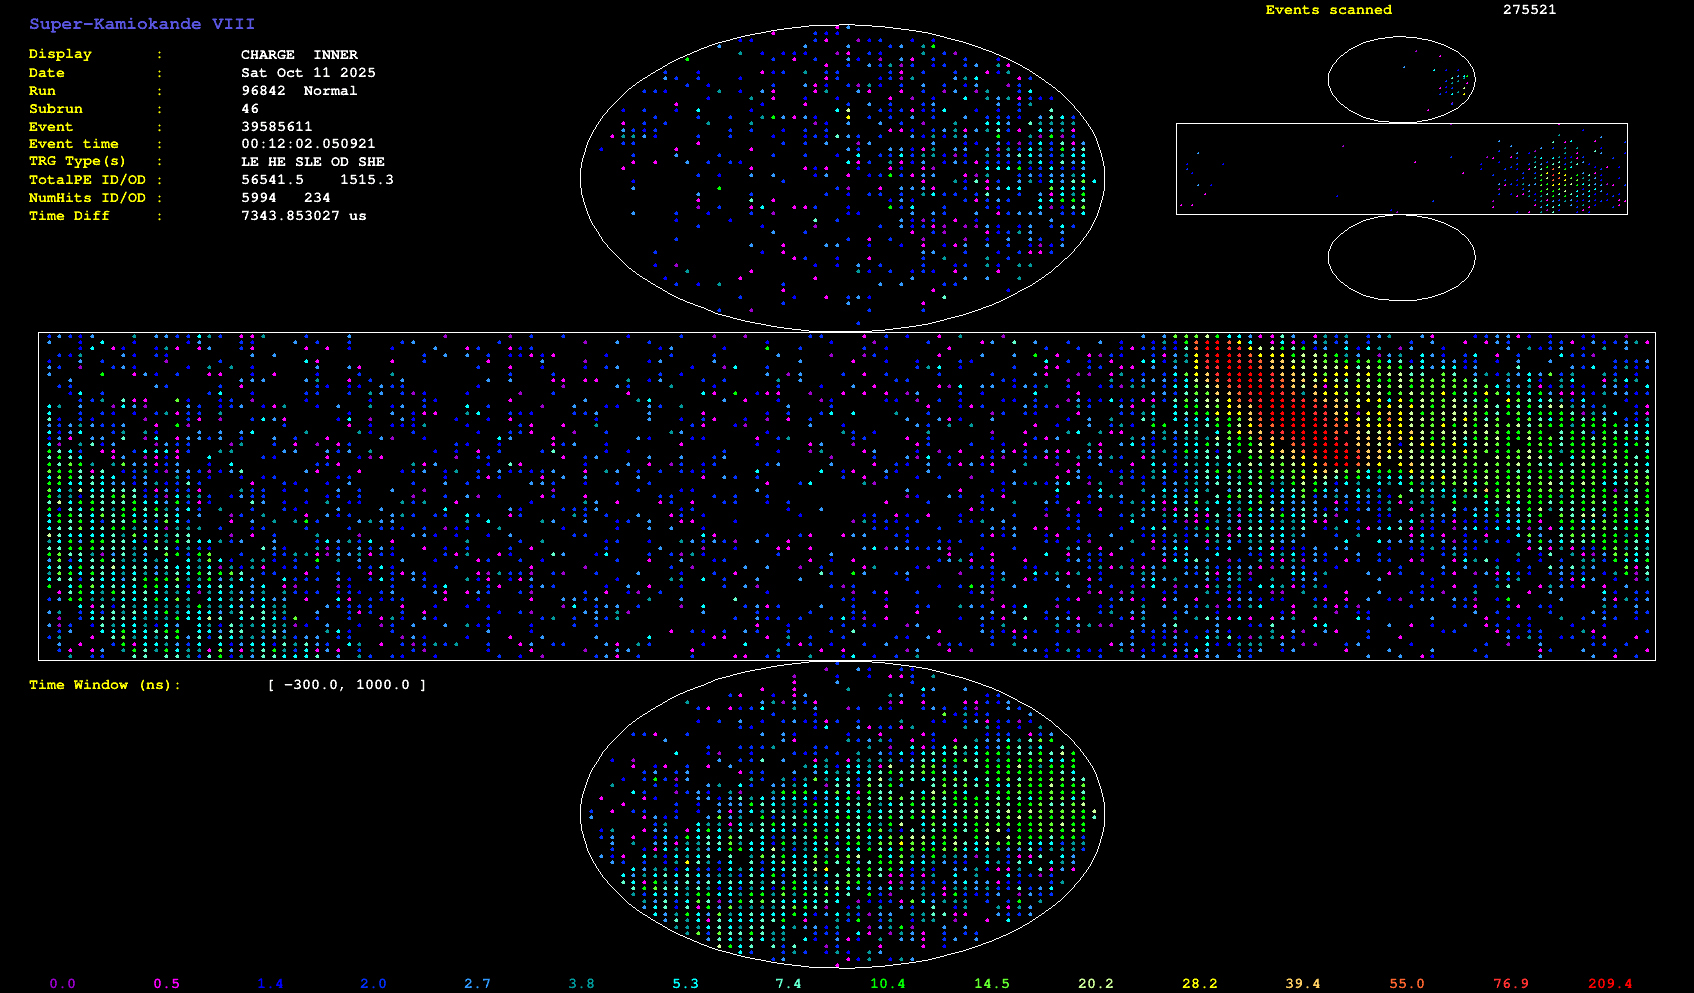 Super-Kamiokande VIII
Events scanned 275521
Display : CHARGE INNER
Date : Sat Oct 11 2025
Run : 96842 Normal
Subrun : 46
Event : 39585611
Event time : 00:12:02.050921
TRG Type(s) : LE HE SLE OD SHE
TotalPE ID/OD : 56541.5 1515.3
NumHits ID/OD : 5994 234
Time Diff : 7343.853027 us
Time Window (ns): [ -300.0, 1000.0 ]
0.0 0.5 1.4 2.0 2.7 3.8 5.3 7.4 10.4 14.5 20.2 28.2 39.4 55.0 76.9 209.4